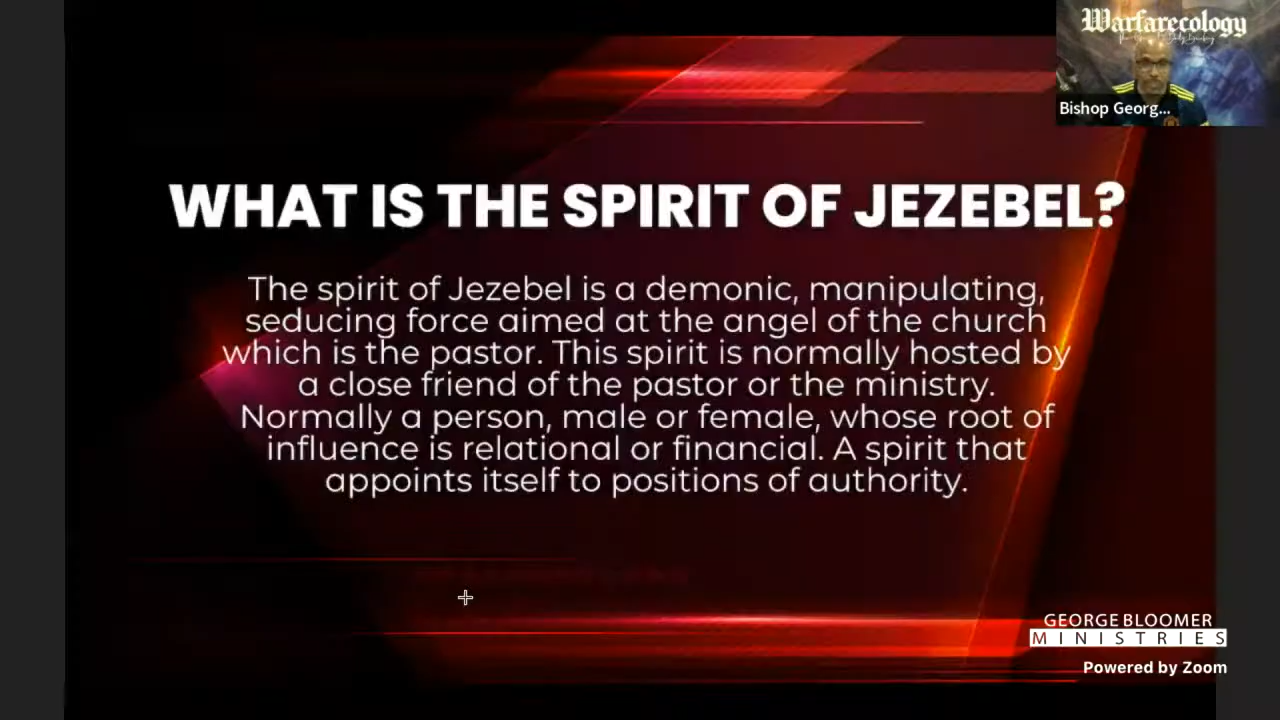 Warfarecology
Bishop Georg...
WHAT IS THE SPIRIT OF JEZEBEL?
The spirit of Jezebel is a demonic, manipulating,
seducing force aimed at the angel of the church
which is the pastor. This spirit is normally hosted by
a close friend of the pastor or the ministry.
Normally a person, male or female, whose root of
influence is relational or financial. A spirit that
appoints itself to positions of authority.
GEORGE BLOOMER
MINISTRIES
Powered by Zoom